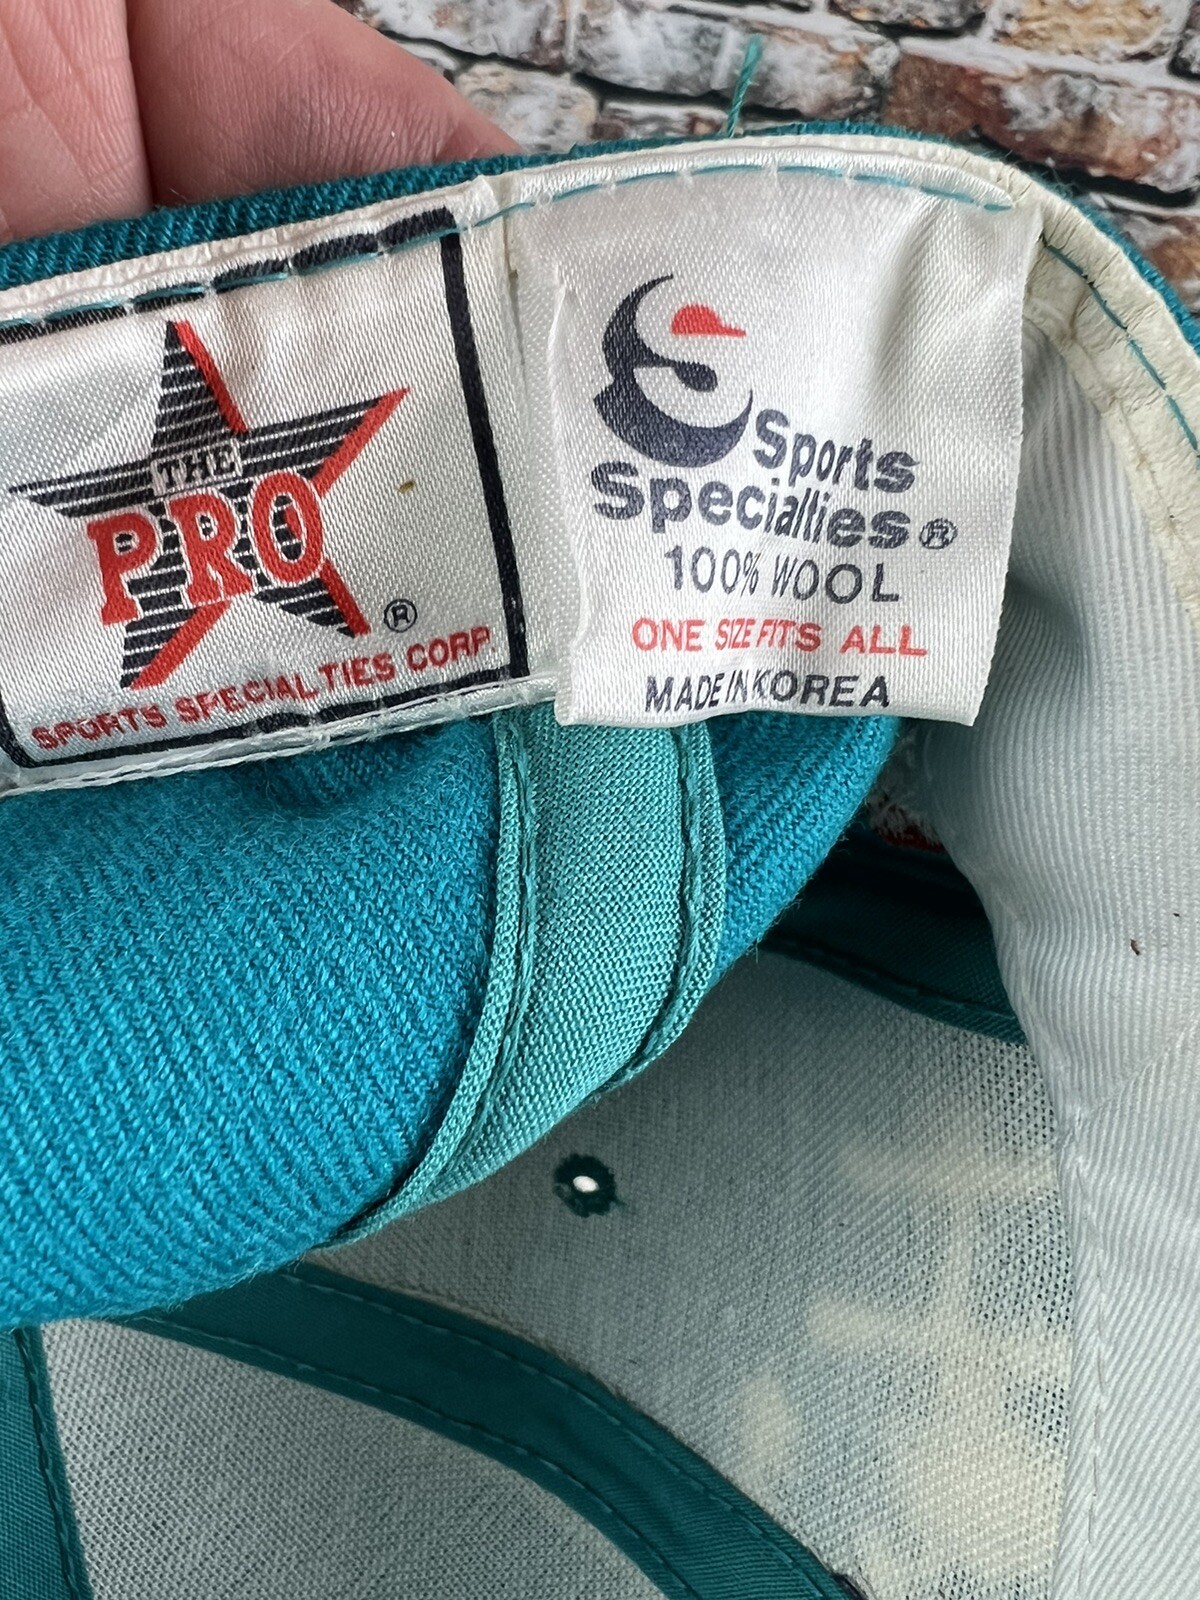 THE
PRO®
SPORTS SPECIALTIES CORP.
Sports
Specialties®
100% WOOL
ONE SIZE FITS ALL
MADE IN KOREA